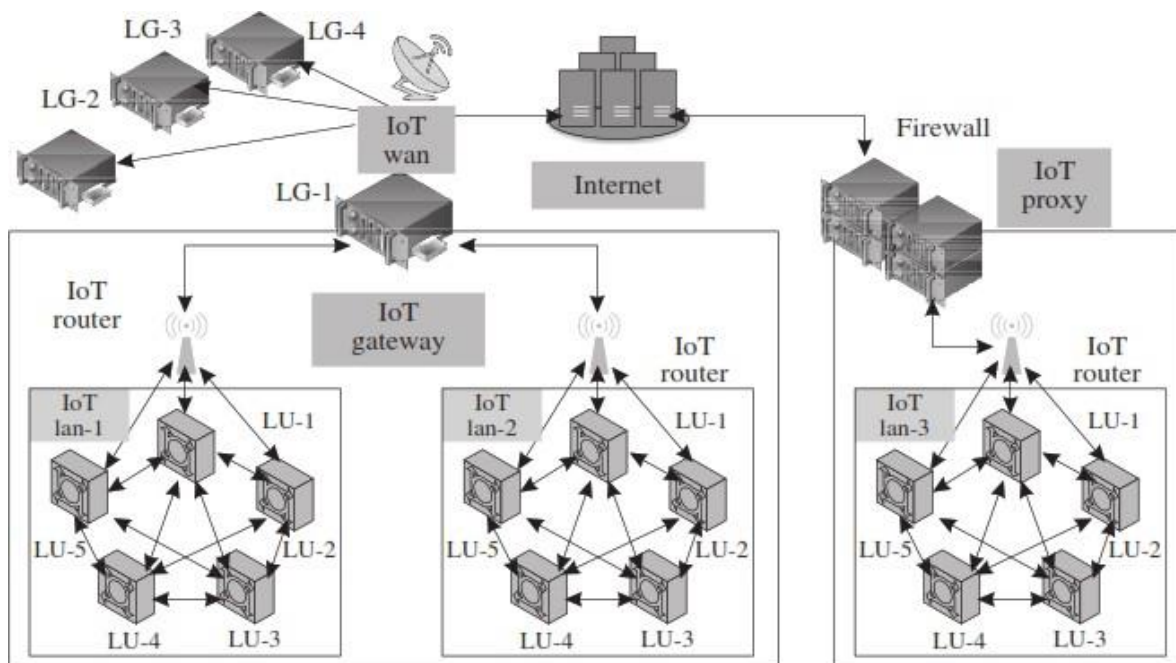 LG-3
LG-4
LG-2
IoT
wan
Firewall
Internet
IoT
proxy
LG-1
IoT
router
IoT
gateway
IoT
router
IoT
router
IoT
lan-1
LU-1
LU-5
LU-2
LU-4
LU-3
IoT
lan-2
LU-1
LU-5
LU-2
LU-4
LU-3
IoT
lan-3
LU-1
LU-5
LU-2
LU-4
LU-3